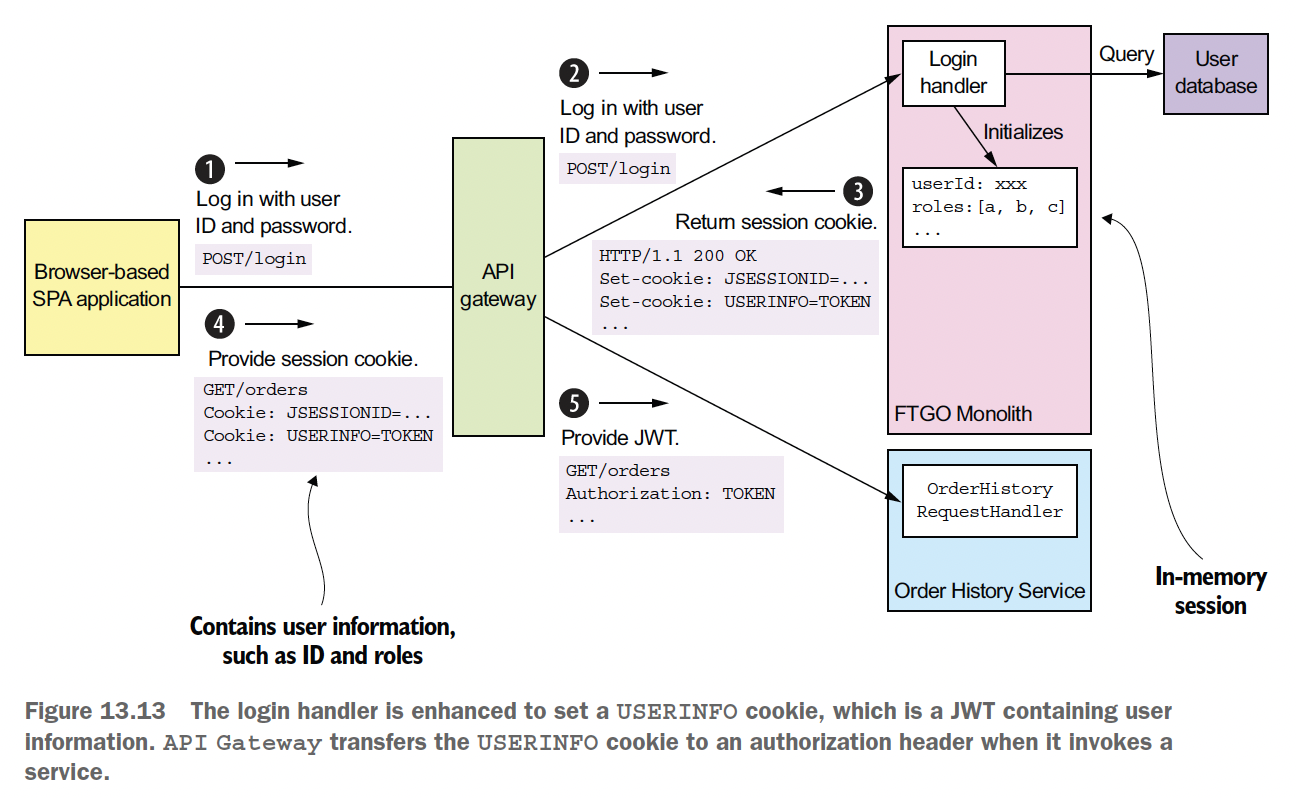 1
Log in with user
ID and password.
POST/login
Browser-based
SPA application
4
Provide session cookie.
GET/orders
Cookie: JSESSIONID=...
Cookie: USERINFO=TOKEN
...
Contains user information,
such as ID and roles
API
gateway
2
Log in with user
ID and password.
POST/login
3
Return session cookie.
HTTP/1.1 200 OK
Set-cookie: JSESSIONID=...
Set-cookie: USERINFO=TOKEN
...
5
Provide JWT.
GET/orders
Authorization: TOKEN
...
Login
handler
Query
User
database
Initializes
userId: xxx
roles:[a, b, c]
...
FTGO Monolith
OrderHistory
RequestHandler
Order History Service
In-memory
session
Figure 13.13 The login handler is enhanced to set a USERINFO cookie, which is a JWT containing user
information. API Gateway transfers the USERINFO cookie to an authorization header when it invokes a
service.